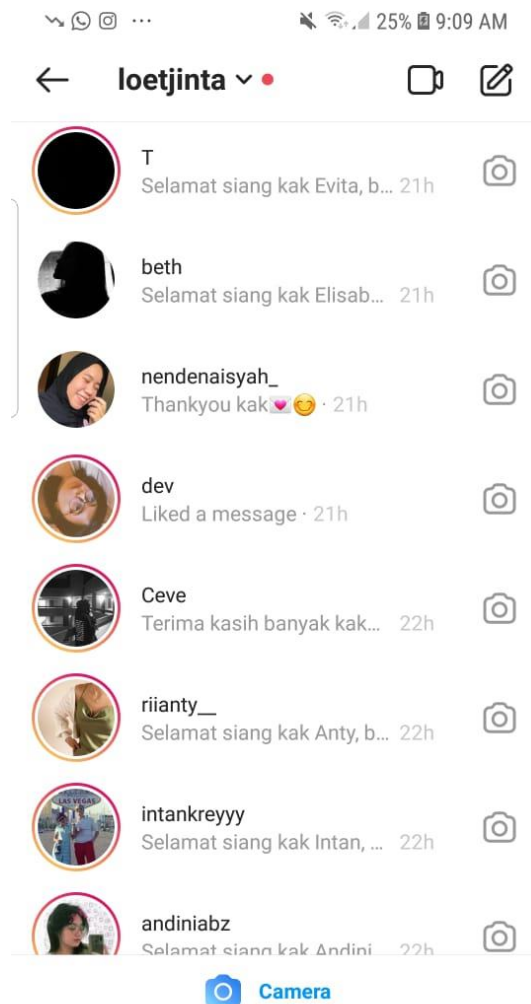 25% 9:09 AM
loetjinta
T
Selamat siang kak Evita, b... 21h
beth
Selamat siang kak Elisab... 21h
nendenaisyah_
Thankyou kak💌😊 · 21h
dev
Liked a message · 21h
Ceve
Terima kasih banyak kak... 22h
riianty__
Selamat siang kak Anty, b... 22h
intankreyyy
LAS VEGAS
Selamat siang kak Intan, ... 22h
andiniabz
Selamat siang kak Andini 22h
Camera